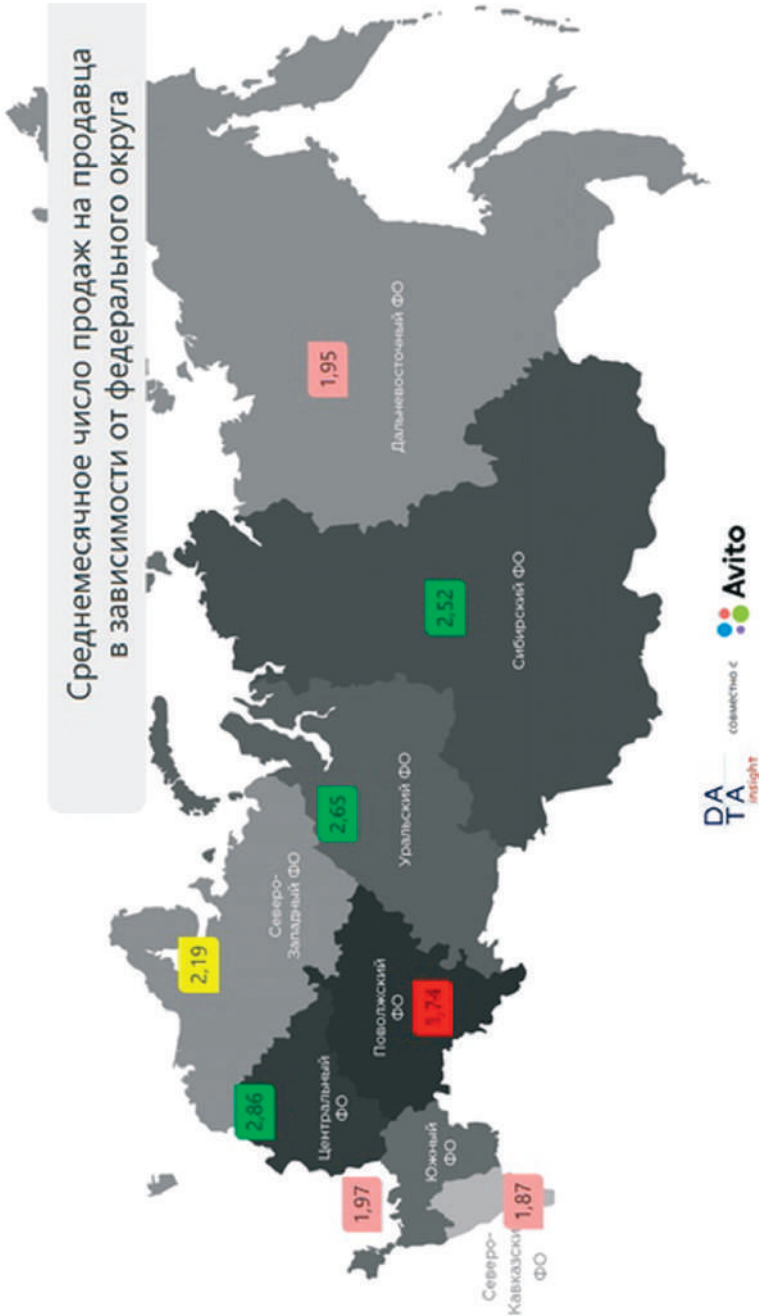 Среднемесячное число продаж на продавца
в зависимости от федерального округа
2,19
Северо-
Западный ФО
2,86
Центральный
ФО
1,97
Южный
ФО
1,87
Северо-
Кавказский
ФО
Поволжский
ФО
1,74
2,65
Уральский ФО
2,52
Сибирский ФО
1,95
Дальневосточный ФО
DA
TA
insight
совместно с
Avito